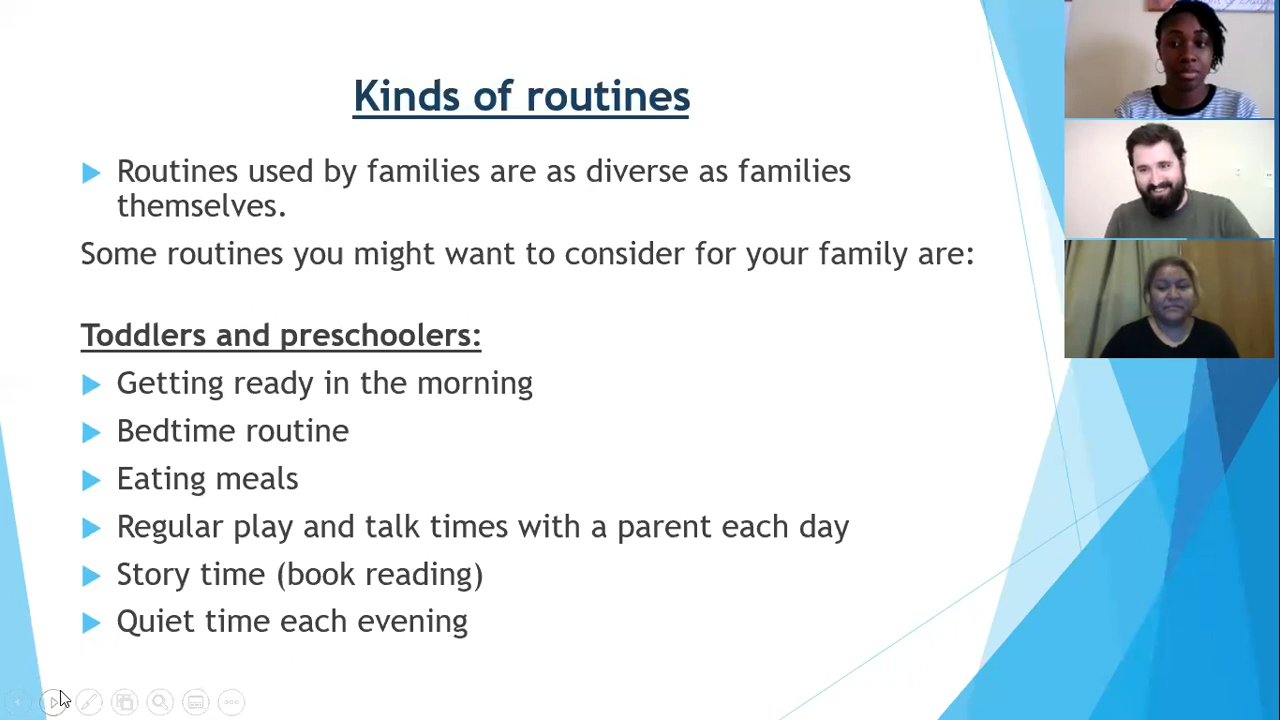 Kinds of routines
Routines used by families are as diverse as families
themselves.
Some routines you might want to consider for your family are:
Toddlers and preschoolers:
Getting ready in the morning
Bedtime routine
Eating meals
Regular play and talk times with a parent each day
Story time (book reading)
Quiet time each evening